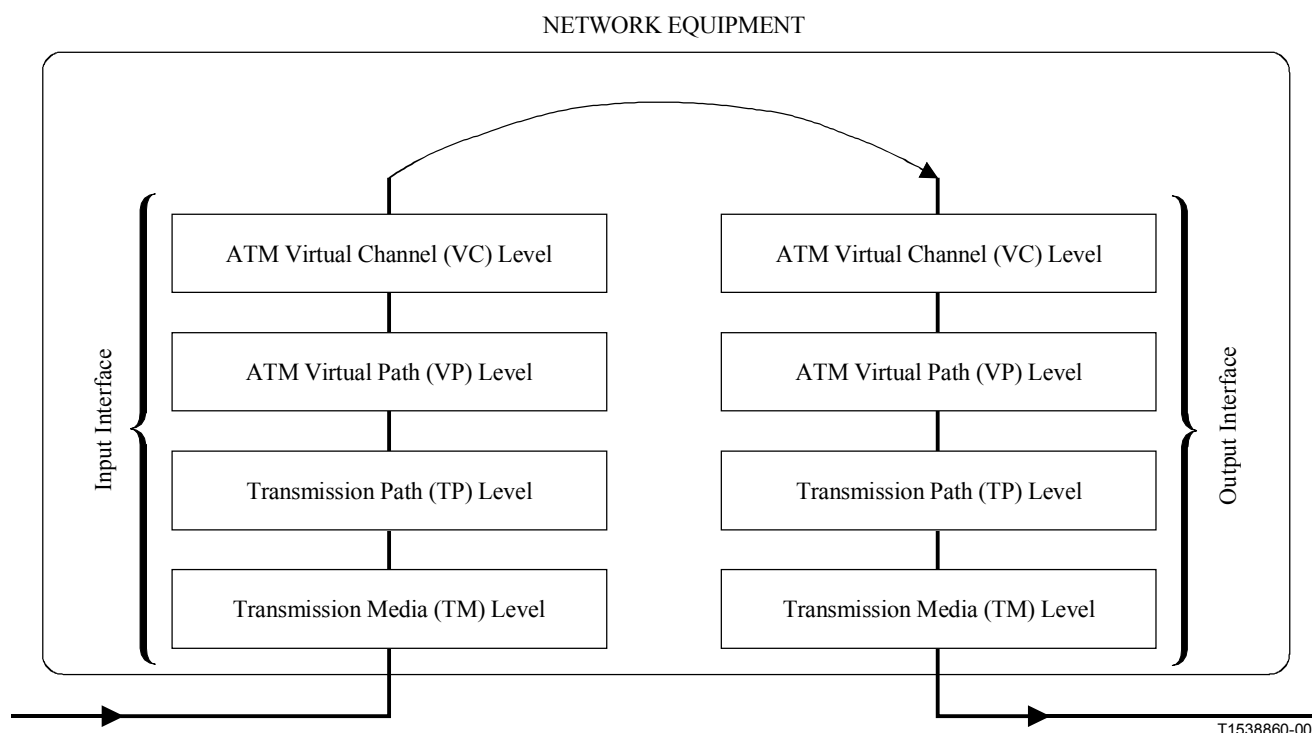 NETWORK EQUIPMENT
Input Interface
ATM Virtual Channel (VC) Level
ATM Virtual Path (VP) Level
Transmission Path (TP) Level
Transmission Media (TM) Level
ATM Virtual Channel (VC) Level
ATM Virtual Path (VP) Level
Transmission Path (TP) Level
Transmission Media (TM) Level
Output Interface
T1538860-00